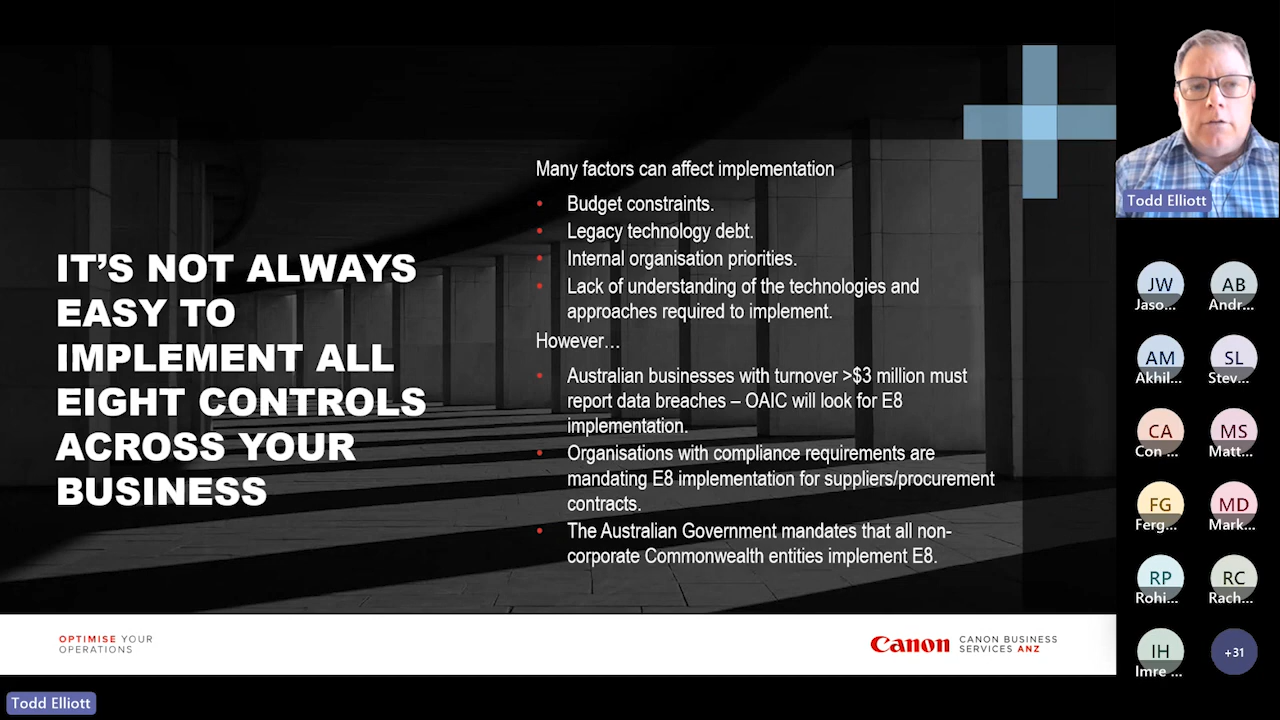 IT'S NOT ALWAYS
EASY TO
IMPLEMENT ALL
EIGHT CONTROLS
ACROSS YOUR
BUSINESS
Many factors can affect implementation
• Budget constraints.
• Legacy technology debt.
• Internal organisation priorities.
• Lack of understanding of the technologies and
approaches required to implement.
However…
• Australian businesses with turnover >$3 million must
report data breaches – OAIC will look for E8
implementation.
• Organisations with compliance requirements are
mandating E8 implementation for suppliers/procurement
contracts.
• The Australian Government mandates that all non-
corporate Commonwealth entities implement E8.
OPTIMISE YOUR
OPERATIONS
Canon
CANON BUSINESS
SERVICES ANZ
Todd Elliott
Todd Elliott
JW
Jaso...
AB
Andr...
AM
Akhil...
SL
Stev...
CA
Con ...
MS
Matt...
FG
Ferg...
MD
Mark...
RP
Rohi...
RC
Rach...
IH
Imre ...
+31